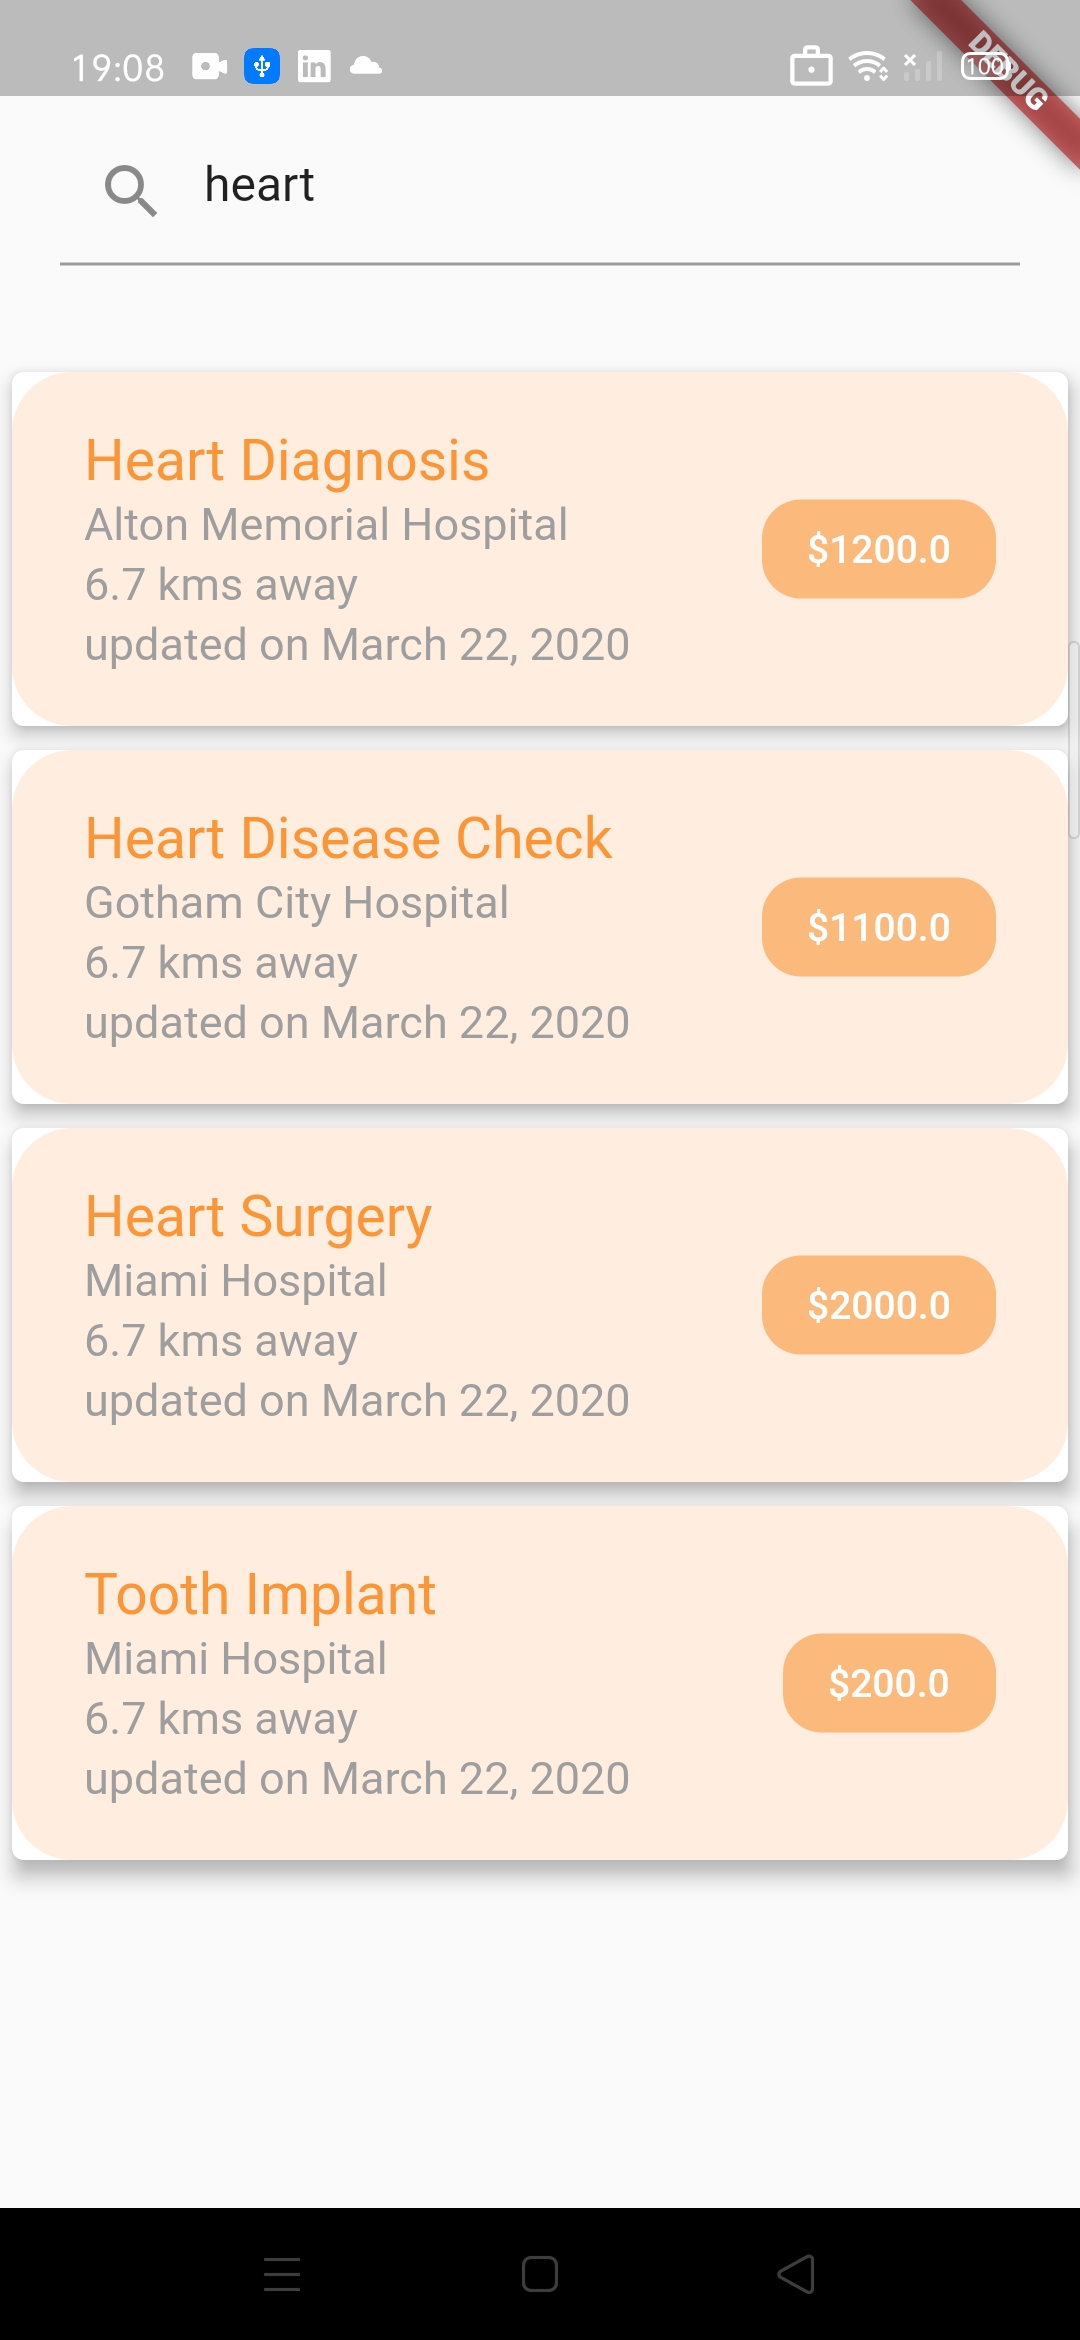 19:08
in
100
DEBUG
heart
Heart Diagnosis
Alton Memorial Hospital
6.7 kms away
updated on March 22, 2020
$1200.0
Heart Disease Check
Gotham City Hospital
6.7 kms away
updated on March 22, 2020
$1100.0
Heart Surgery
Miami Hospital
6.7 kms away
updated on March 22, 2020
$2000.0
Tooth Implant
Miami Hospital
6.7 kms away
updated on March 22, 2020
$200.0